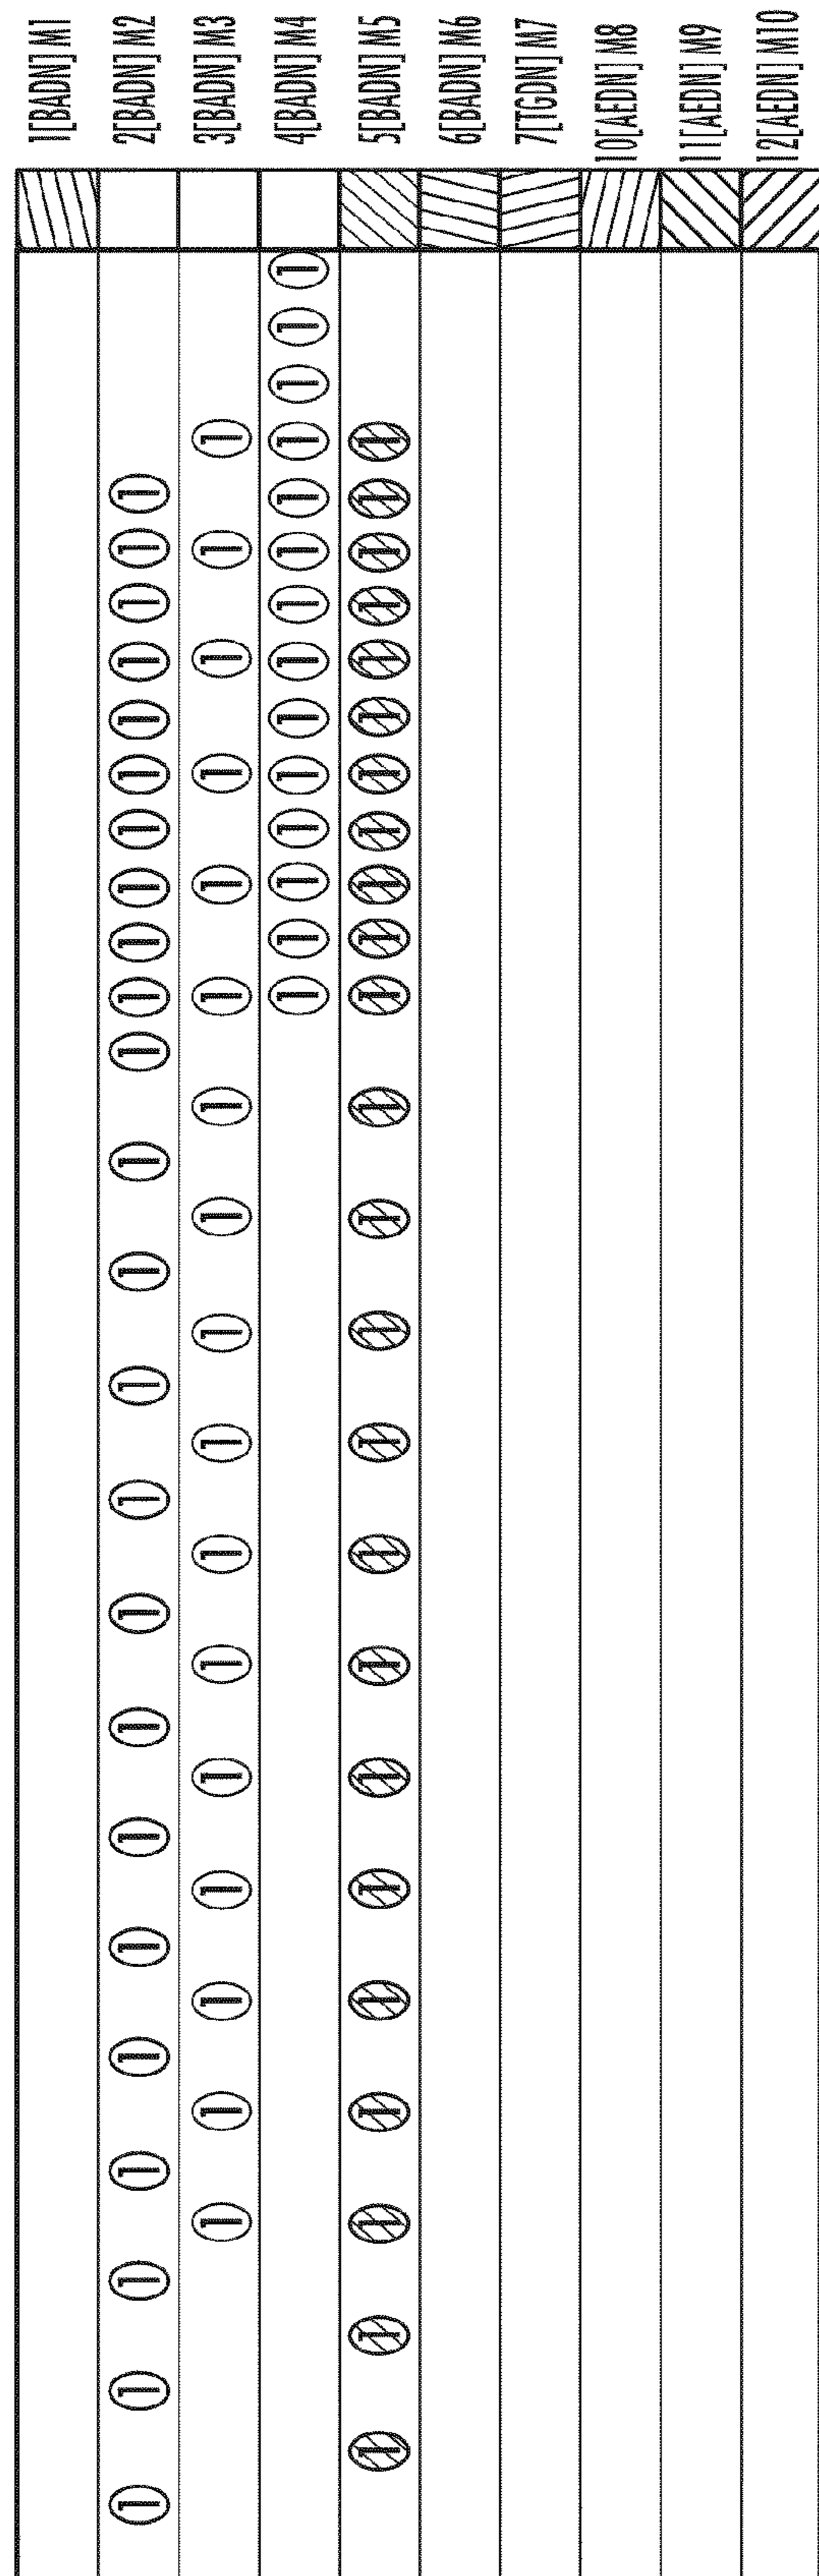 1[BADN] M1
1 1 1 1 1 1 1 1 1 1 1 1 1 1 1 1 1 1 1 1 1 1 1 1 2[BADN] M2
1 1 1 1 1 1 1 1 1 1 1 1 1 1 1 1 1 3[BADN] M3
1 1 1 1 1 1 1 1 1 1 1 1 1 1 4[BADN] M4
1 1 1 1 1 1 1 1 1 1 1 1 1 1 1 1 1 1 1 1 1 1 1 1 5[BADN] M5
6[BADN] M6
7[TGDN] M7
10[AEDN] M8
11[AEDN] M9
12[AEDN] M10